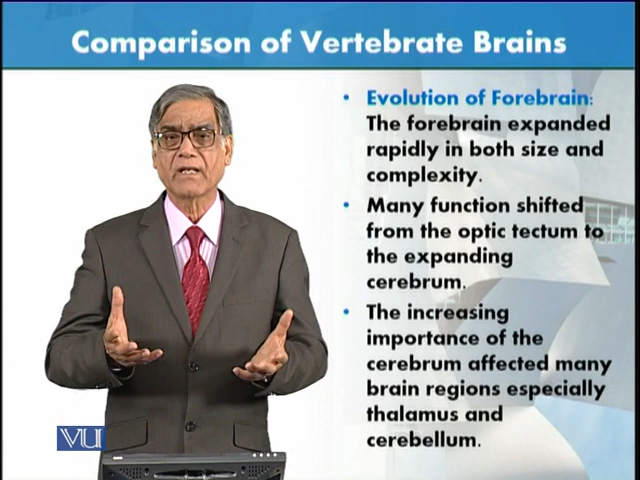 Comparison of Vertebrate Brains
• Evolution of Forebrain:
The forebrain expanded
rapidly in both size and
complexity.
• Many function shifted
from the optic tectum to
the expanding
cerebrum.
• The increasing
importance of the
cerebrum affected many
brain regions especially
thalamus and
cerebellum.
VU